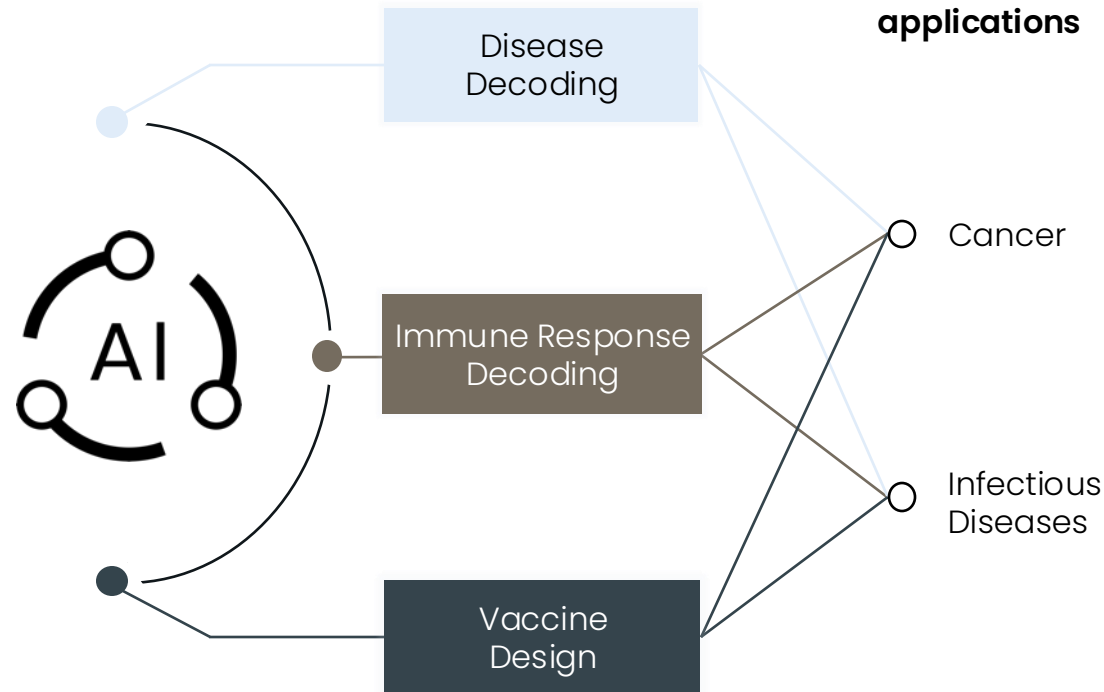 applications
Disease
Decoding
Cancer
AI
Immune Response
Decoding
Infectious
Diseases
Vaccine
Design